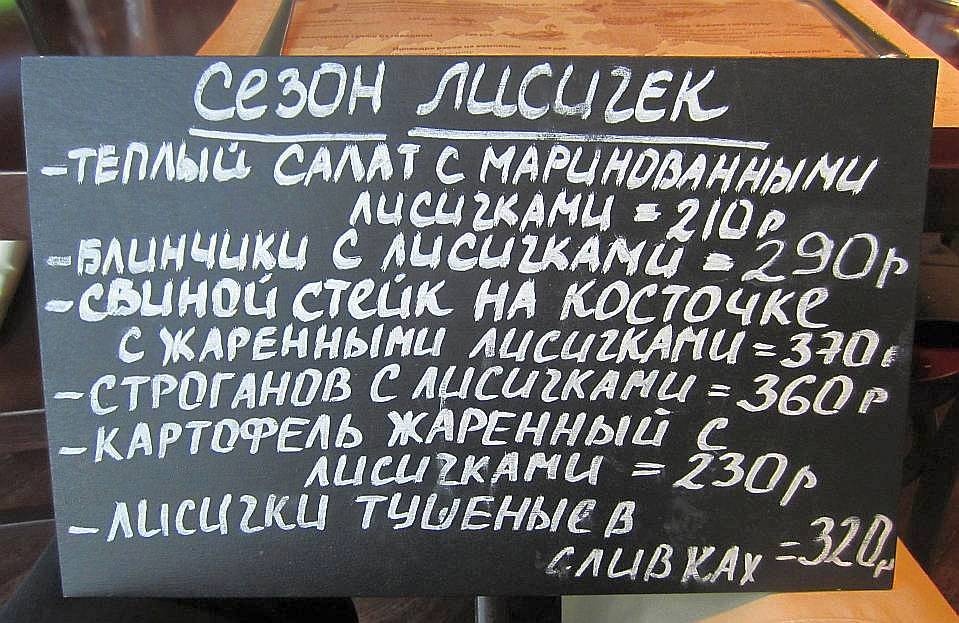 СЕЗОН ЛИСИЧЕК
-ТЕПЛЫЙ САЛАТ С МАРИНОВАННЫМИ
ЛИСИЧКАМИ = 210р
-БЛИНЧИКИ С ЛИСИЧКАМИ = 290р
-СВИНОЙ СТЕЙК НА КОСТОЧКЕ
С ЖАРЕННЫМИ ЛИСИЧКАМИ = 370р
-СТРОГАНОВ С ЛИСИЧКАМИ = 360р
-КАРТОФЕЛЬ ЖАРЕННЫЙ С
ЛИСИЧКАМИ = 230р
-ЛИСИЧКИ ТУШЕНЫЕ В
СЛИВКАХ = 320р